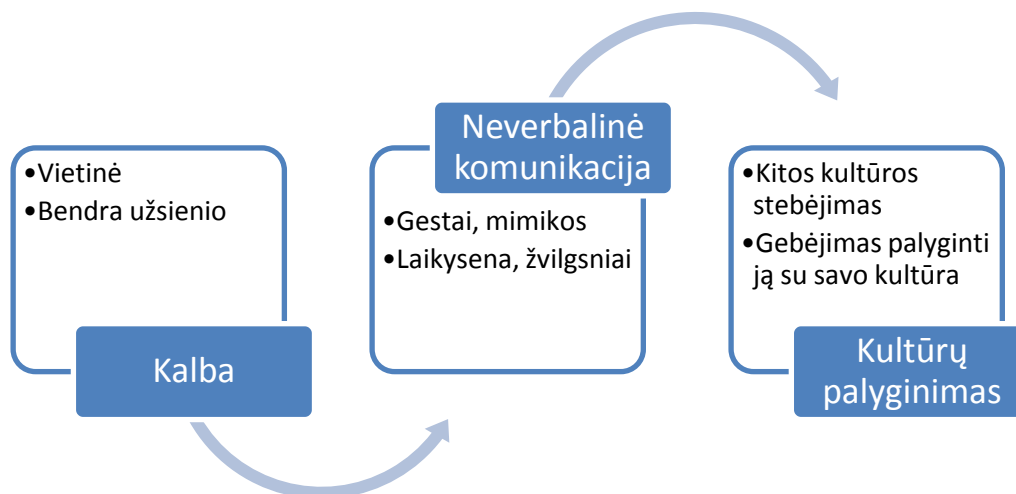 •Vietinė
•Bendra užsienio
Kalba
Neverbalinė
komunikacija
•Gestai, mimikos
•Laikysena, žvilgsniai
•Kitos kultūros
stebėjimas
•Gebėjimas palyginti
ją su savo kultūra
Kultūrų
palyginimas